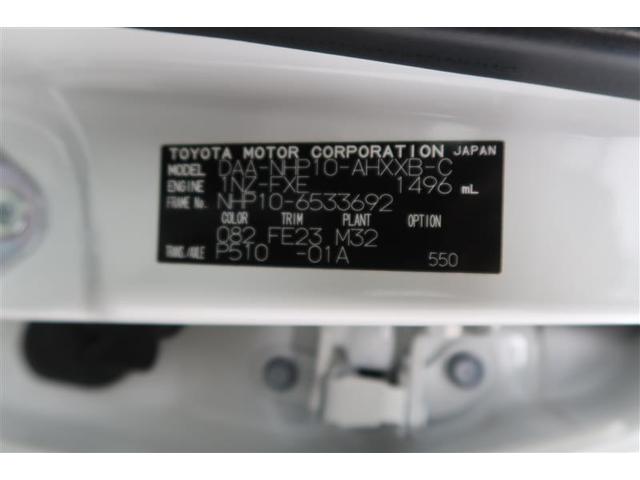 TOYOTA MOTOR CORPORATION JAPAN
MODEL DAA-NHP10-AHXXB-C
ENGINE 1NZ-FXE 1496 mL
FRAME No. NHP10-6533692
COLOR TRIM PLANT
082 FE23 M32
TRANS./AXLE P510 -01A 550